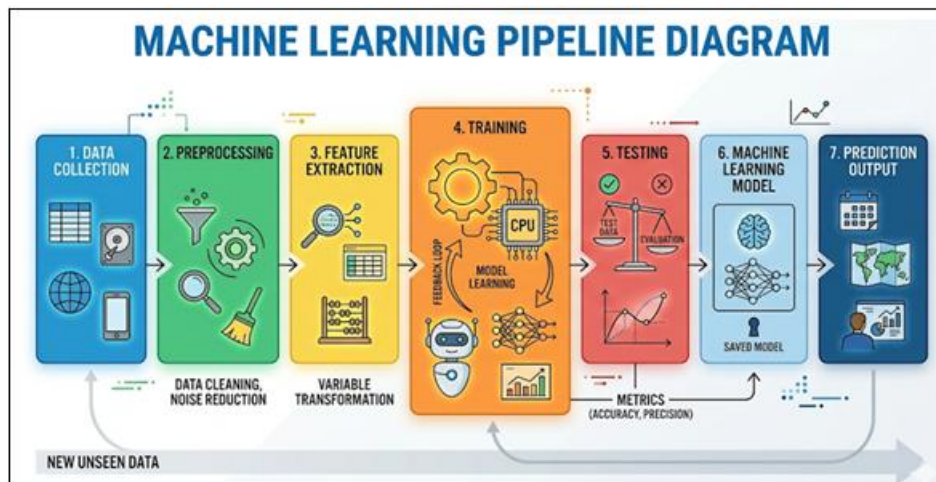 MACHINE LEARNING PIPELINE DIAGRAM
1. DATA
COLLECTION
2. PREPROCESSING
DATA CLEANING,
NOISE REDUCTION
3. FEATURE
EXTRACTION
VARIABLE
TRANSFORMATION
4. TRAINING
CPU
FEEDBACK LOOP
MODEL
LEARNING
5. TESTING
TEST
DATA
EVALUATION
METRICS
(ACCURACY, PRECISION)
6. MACHINE
LEARNING
MODEL
SAVED MODEL
7. PREDICTION
OUTPUT
NEW UNSEEN DATA